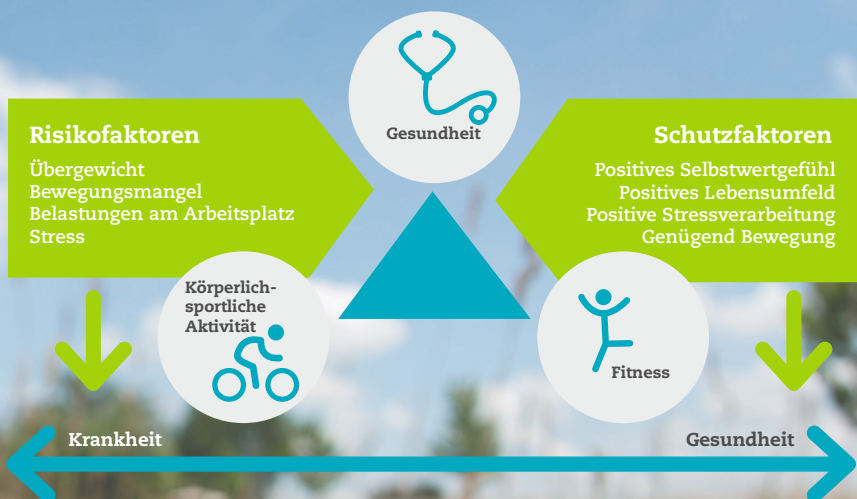 Gesundheit
Risikofaktoren
Übergewicht
Bewegungsmangel
Belastungen am Arbeitsplatz
Stress
Schutzfaktoren
Positives Selbstwertgefühl
Positives Lebensumfeld
Positive Stressverarbeitung
Genügend Bewegung
Körperlich-
sportliche
Aktivität
Fitness
Krankheit
Gesundheit